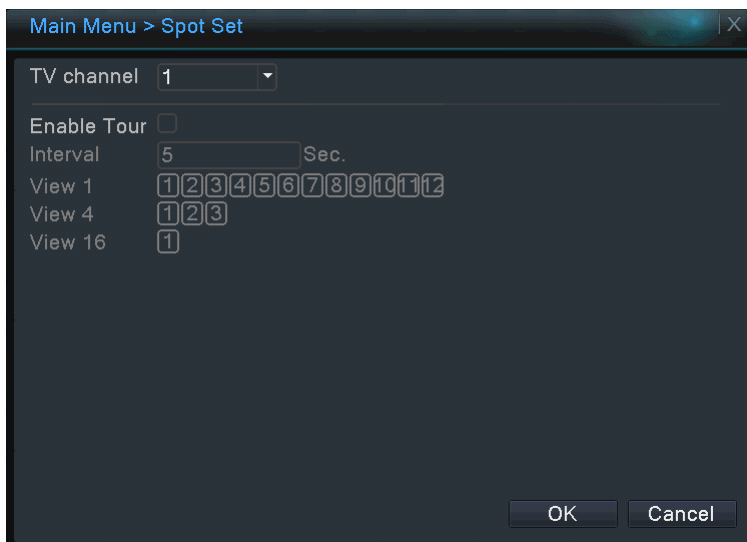 Main Menu > Spot Set X
TV channel 1
Enable Tour
Interval 5 Sec.
View 1 1 2 3 4 5 6 7 8 9 10 11 12
View 4 1 2 3
View 16 1
OK Cancel